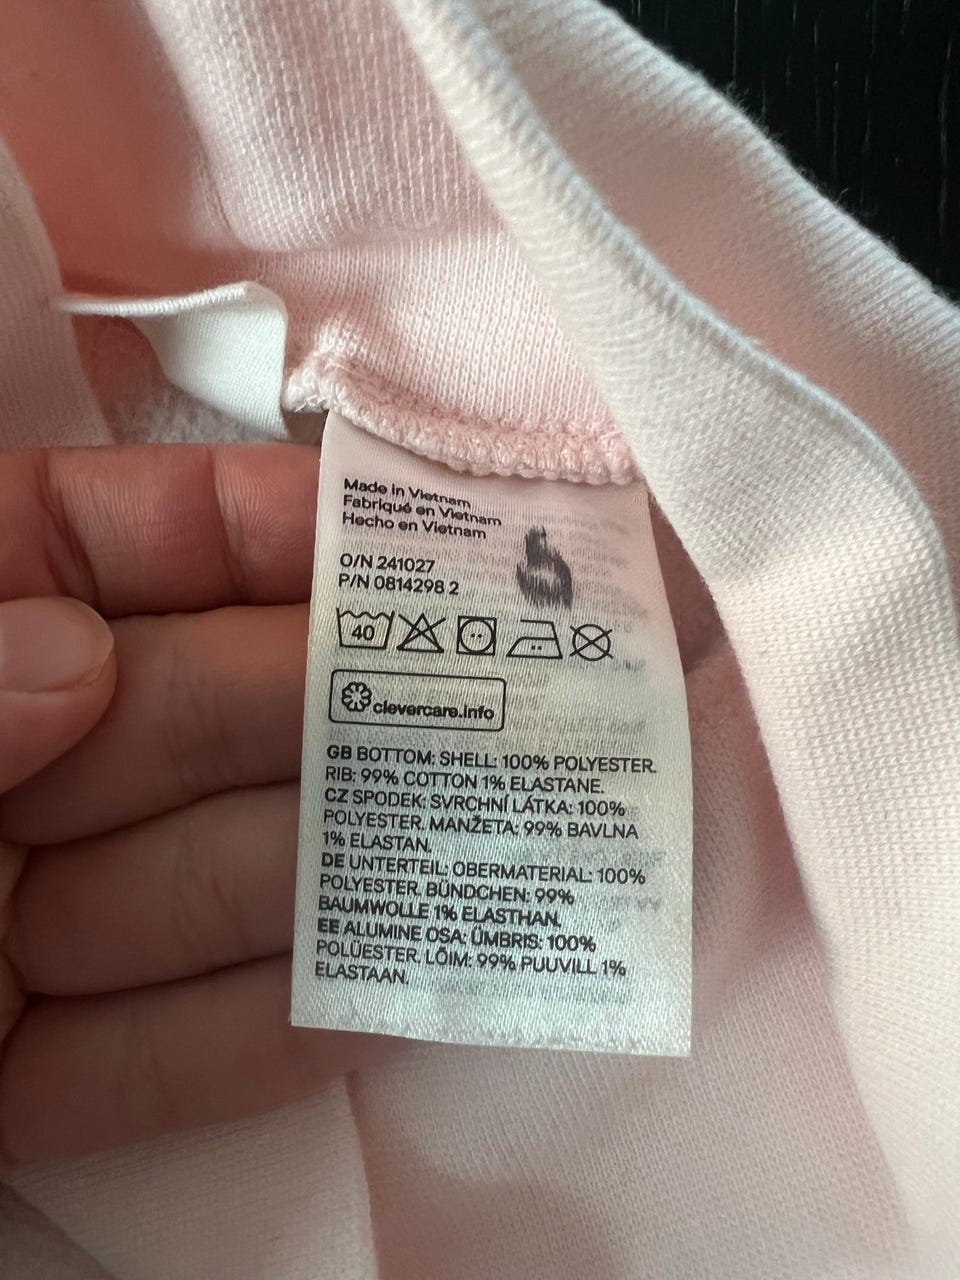 Made in Vietnam
Fabriqué en Vietnam
Hecho en Vietnam
O/N 241027
P/N 0814298 2
40
clevercare.info
GB BOTTOM: SHELL: 100% POLYESTER.
RIB: 99% COTTON 1% ELASTANE.
CZ SPODEK: SVRCHNÍ LÁTKA: 100%
POLYESTER. MANŽETA: 99% BAVLNA
1% ELASTAN.
DE UNTERTEIL: OBERMATERIAL: 100%
POLYESTER. BÜNDCHEN: 99%
BAUMWOLLE 1% ELASTHAN.
EE ALUMINE OSA: ÜMBRIS: 100%
POLÜESTER. LÕIM: 99% PUUVILL 1%
ELASTAAN.